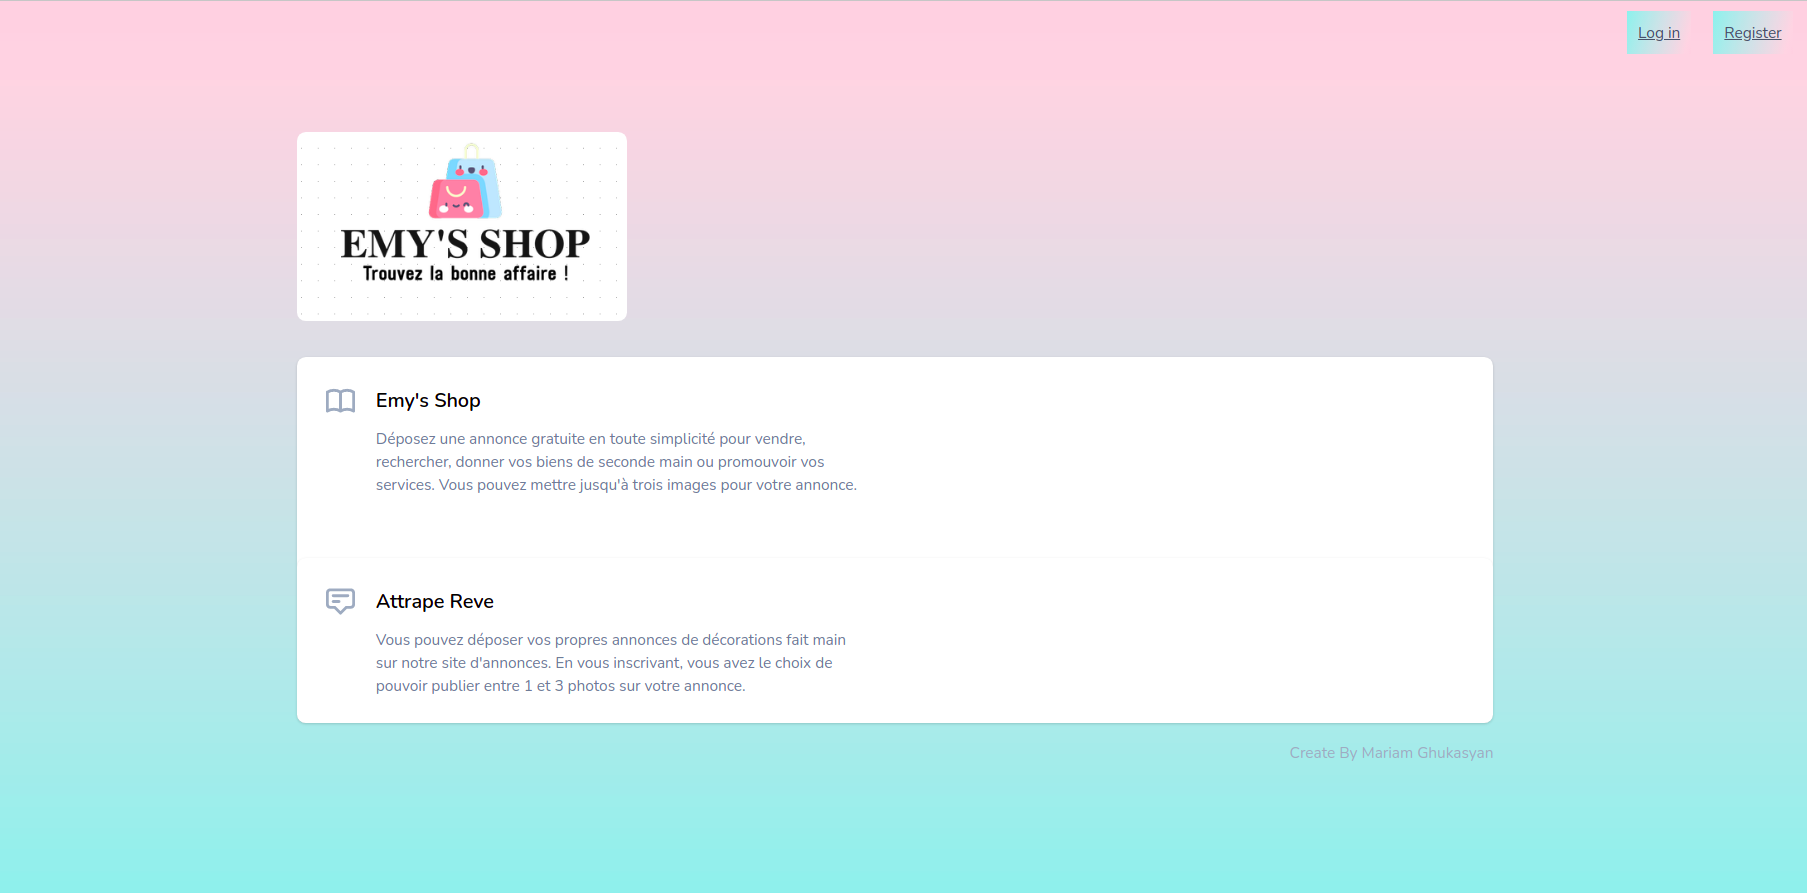 Log in
Register
EMY'S SHOP
Trouvez la bonne affaire !
Emy's Shop
Déposez une annonce gratuite en toute simplicité pour vendre,
rechercher, donner vos biens de seconde main ou promouvoir vos
services. Vous pouvez mettre jusqu'à trois images pour votre annonce.
Attrape Reve
Vous pouvez déposer vos propres annonces de décorations fait main
sur notre site d'annonces. En vous inscrivant, vous avez le choix de
pouvoir publier entre 1 et 3 photos sur votre annonce.
Create By Mariam Ghukasyan